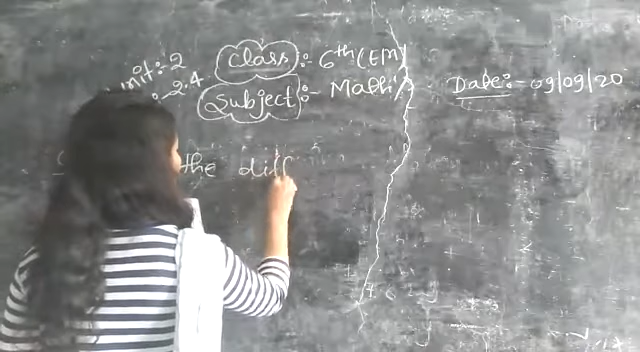 Class :- 6th (EM)
unit:- 2
Subject :- Maths
:- 2.4
Date:- 09/09/20
the diff